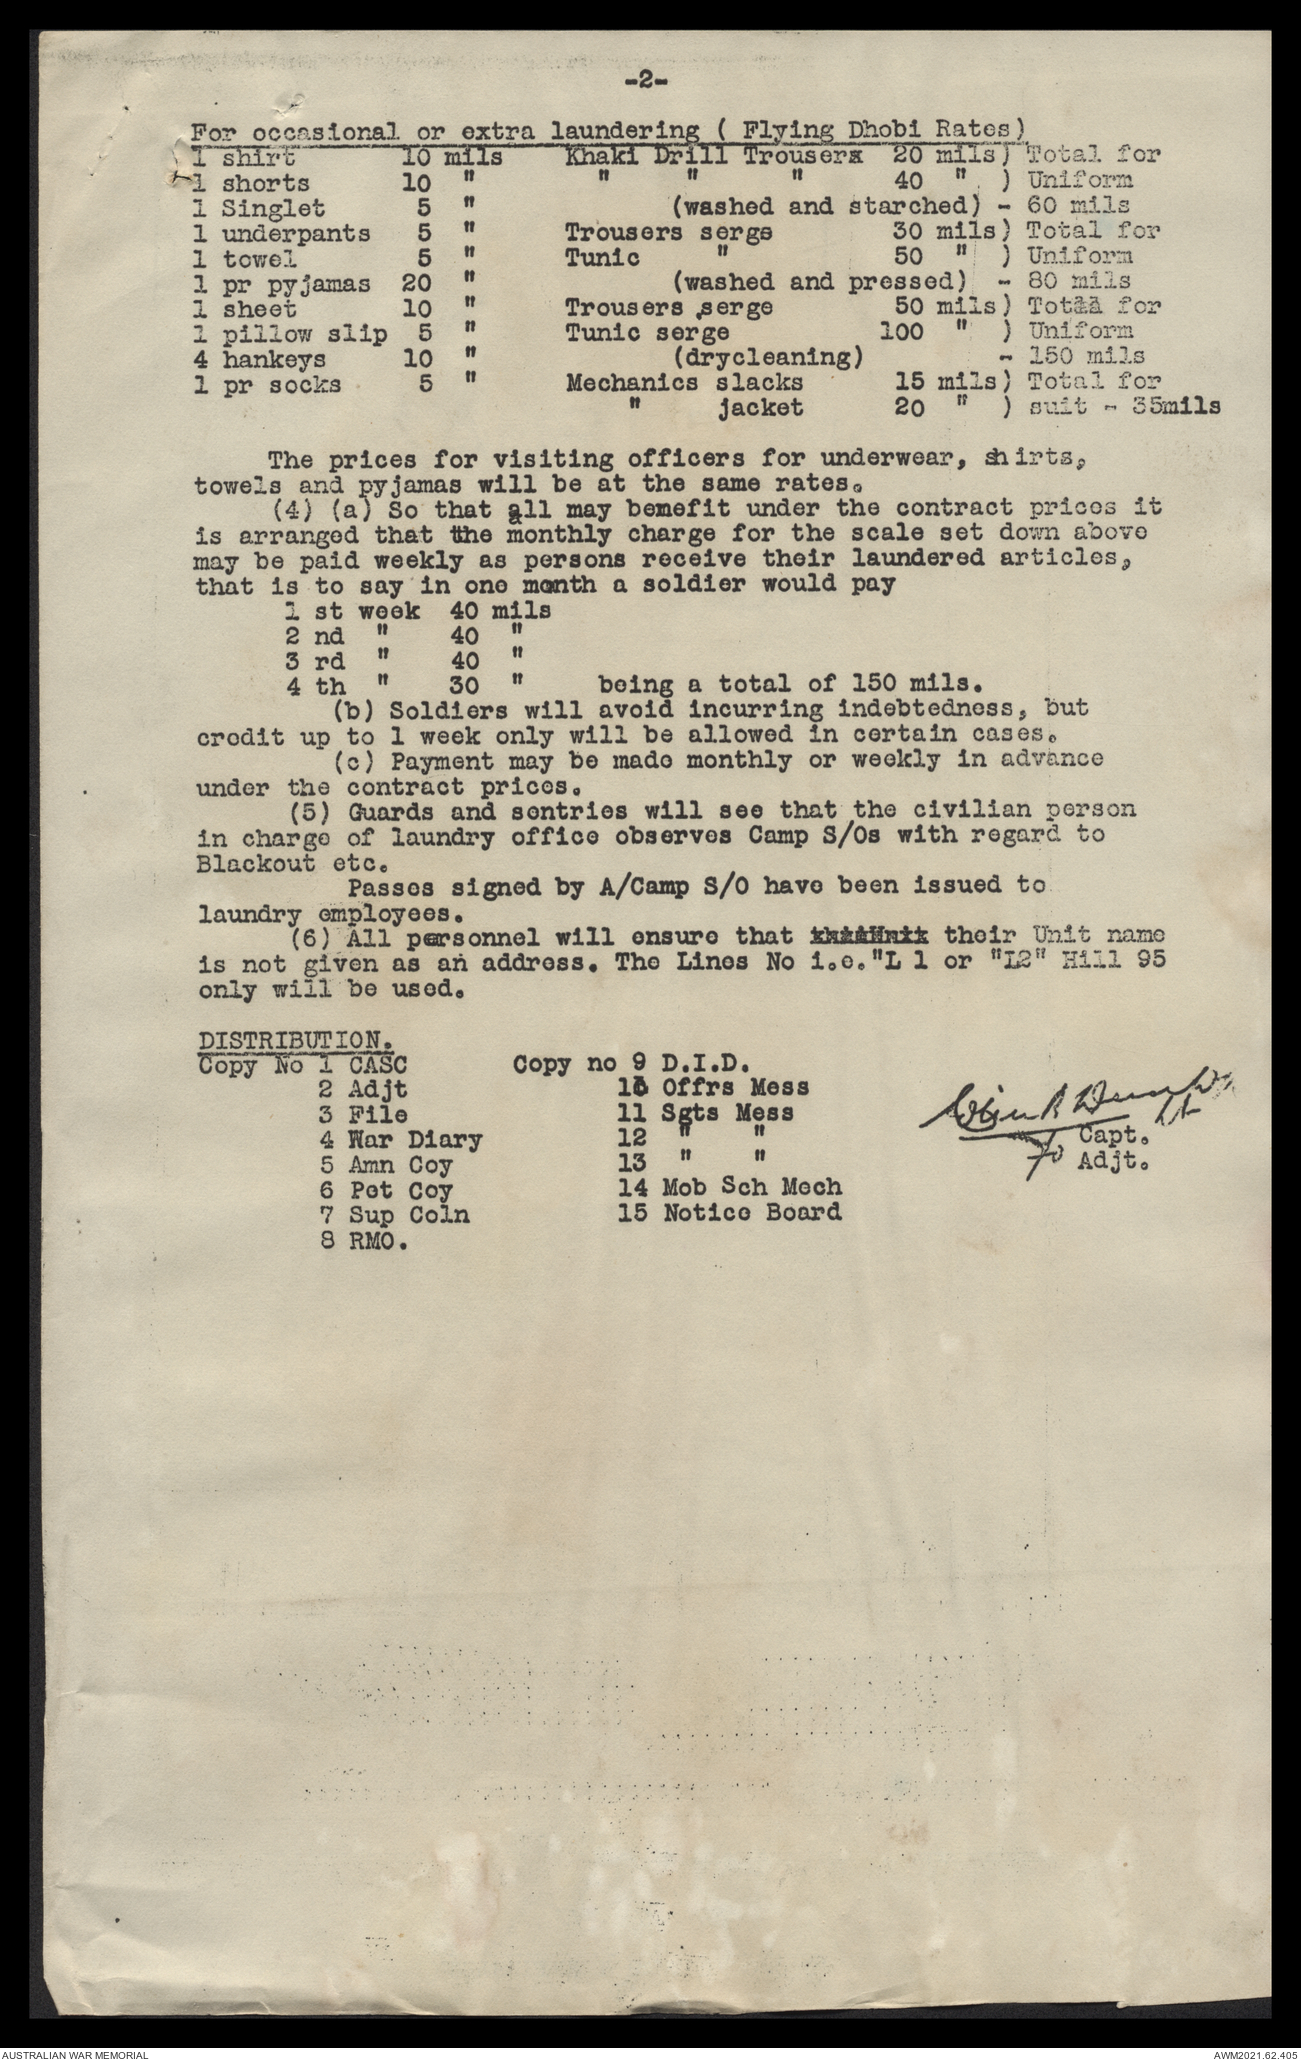 -2-
For occasional or extra laundering ( Flying Dhobi Rates)
1 shirt 10 mils Khaki Drill Trousers 20 mils) Total for
1 shorts 10 " " " " 40 " ) Uniform
1 Singlet 5 " (washed and starched) - 60 mils
1 underpants 5 " Trousers serge 30 mils) Total for
1 towel 5 " Tunic " 50 " ) Uniform
1 pr pyjamas 20 " (washed and pressed) - 80 mils
1 sheet 10 " Trousers serge 50 mils) Total for
1 pillow slip 5 " Tunic serge 100 " ) Uniform
4 hankeys 10 " (drycleaning) - 150 mils
1 pr socks 5 " Mechanics slacks 15 mils) Total for
" jacket 20 " ) suit - 35mils
The prices for visiting officers for underwear, shirts,
towels and pyjamas will be at the same rates.
(4) (a) So that all may bemefit under the contract prices it
is arranged that the monthly charge for the scale set down above
may be paid weekly as persons receive their laundered articles,
that is to say in one month a soldier would pay
1 st week 40 mils
2 nd " 40 "
3 rd " 40 "
4 th " 30 " being a total of 150 mils.
(b) Soldiers will avoid incurring indebtedness, but
credit up to 1 week only will be allowed in certain cases.
(c) Payment may be made monthly or weekly in advance
under the contract prices.
(5) Guards and sentries will see that the civilian person
in charge of laundry office observes Camp S/Os with regard to
Blackout etc.
Passes signed by A/Camp S/O have been issued to
laundry employees.
(6) All personnel will ensure that their Unit name
is not given as an address. The Lines No i.e."L 1 or "L2" Hill 95
only will be used.
DISTRIBUTION.
Copy No 1 CASC Copy no 9 D.I.D.
2 Adjt 10 Offrs Mess
3 File 11 Sgts Mess
4 War Diary 12 " "
5 Amn Coy 13 " "
6 Pet Coy 14 Mob Sch Mech
7 Sup Coln 15 Notice Board
8 RMO.
Lt
Capt.
Adjt.
AUSTRALIAN WAR MEMORIAL
AWM2021.62.405